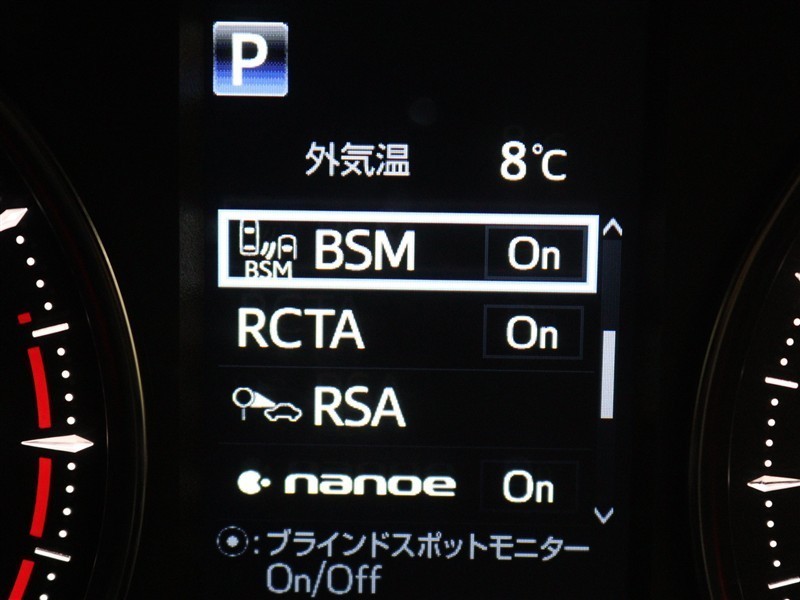 P
外気温 8℃
BSM BSM On
RCTA On
RSA
nanoe On
:ブラインドスポットモニター
On/Off